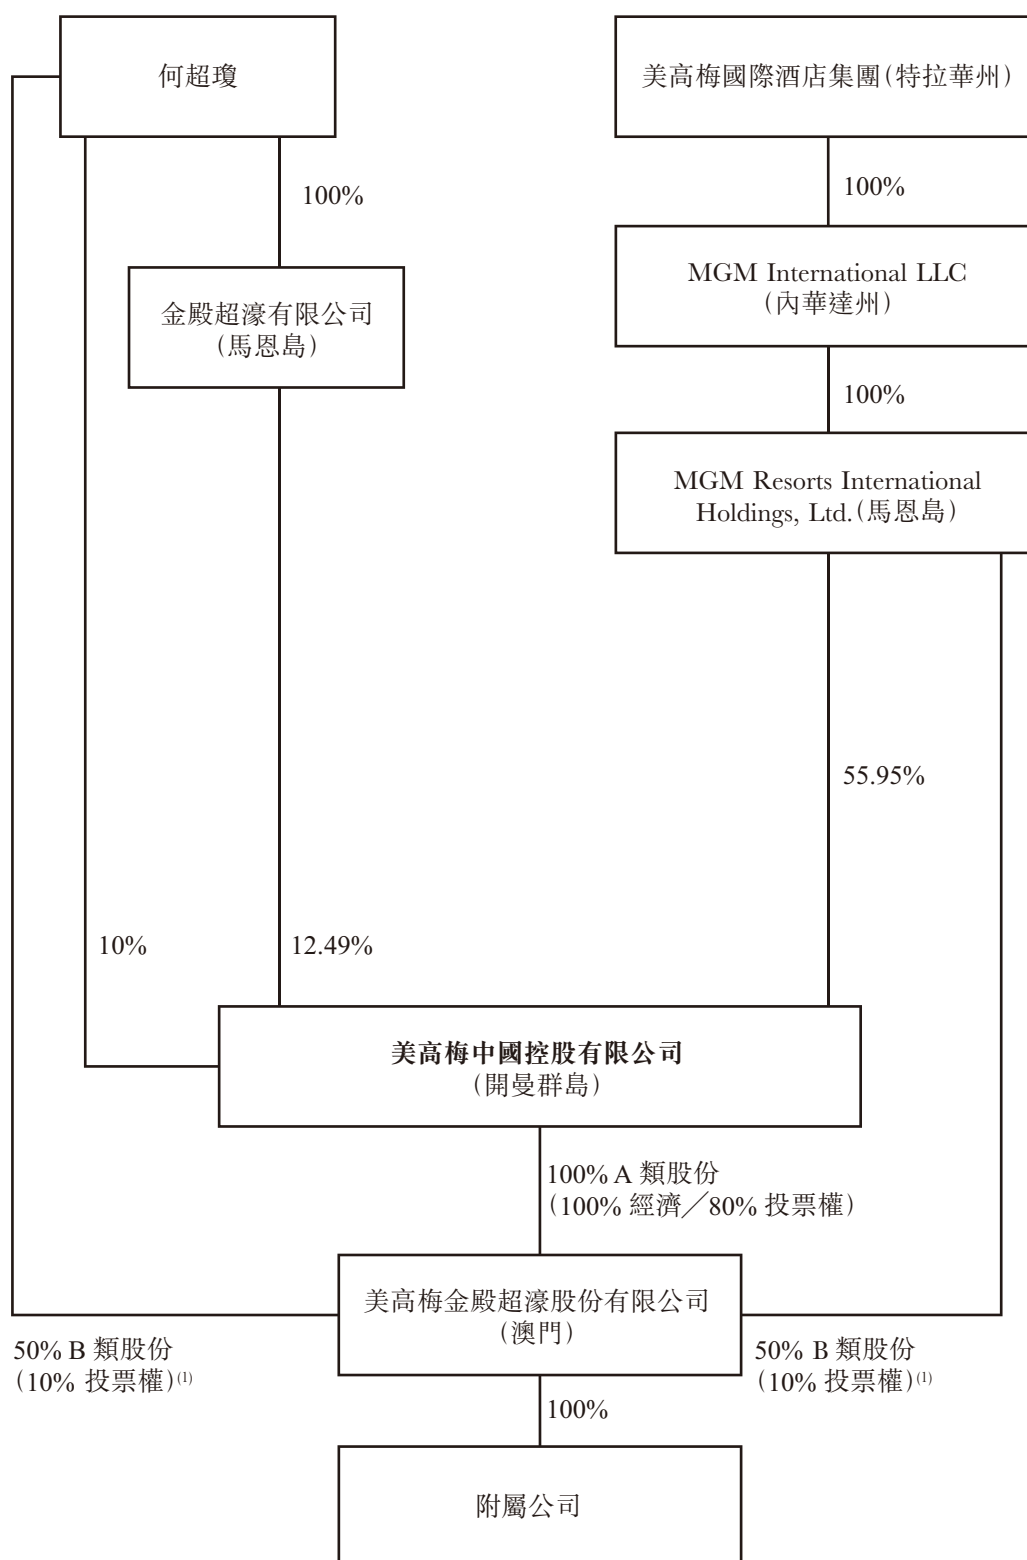 何超瓊
美高梅國際酒店集團(特拉華州)
100%
100%
MGM International LLC
(內華達州)
金殿超濠有限公司
(馬恩島)
100%
MGM Resorts International
Holdings, Ltd.(馬恩島)
55.95%
10%
12.49%
美高梅中國控股有限公司
(開曼群島)
100% A 類股份
(100% 經濟／80% 投票權)
美高梅金殿超濠股份有限公司
(澳門)
50% B 類股份
(10% 投票權)(1)
50% B 類股份
(10% 投票權)(1)
100%
附屬公司